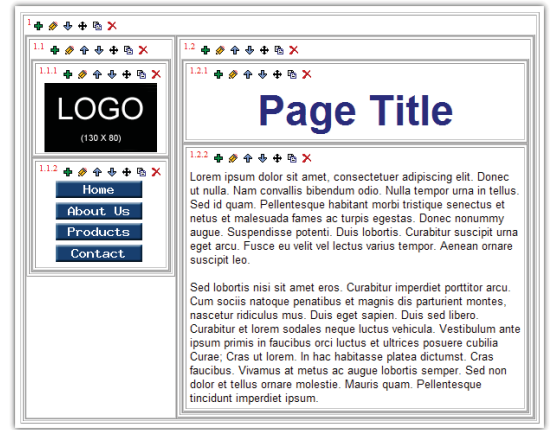 1
1.1
1.1.1
LOGO
(130 X 80)
1.1.2
Home
About Us
Products
Contact
1.2
1.2.1
Page Title
1.2.2
Lorem ipsum dolor sit amet, consectetuer adipiscing elit. Donec
ut nulla. Nam convallis bibendum odio. Nulla tempor urna in tellus.
Sed id quam. Pellentesque habitant morbi tristique senectus et
netus et malesuada fames ac turpis egestas. Donec nonummy
augue. Suspendisse potenti. Duis lobortis. Curabitur suscipit urna
eget arcu. Fusce eu velit vel lectus varius tempor. Aenean ornare
suscipit leo.
Sed lobortis nisi sit amet eros. Curabitur imperdiet porttitor arcu.
Cum sociis natoque penatibus et magnis dis parturient montes,
nascetur ridiculus mus. Duis eget sapien. Duis sed libero.
Curabitur et lorem sodales neque luctus vehicula. Vestibulum ante
ipsum primis in faucibus orci luctus et ultrices posuere cubilia
Curae; Cras ut lorem. In hac habitasse platea dictumst. Cras
faucibus. Vivamus at metus ac augue lobortis semper. Sed non
dolor et tellus ornare molestie. Mauris quam. Pellentesque
tincidunt imperdiet ipsum.